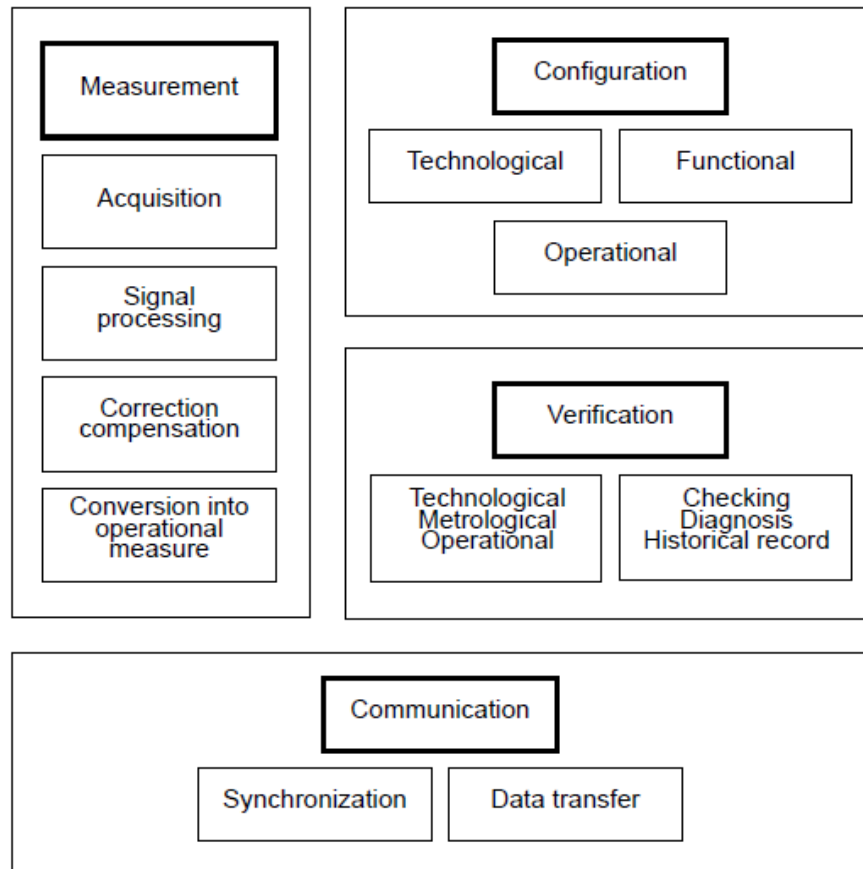 Measurement
Acquisition
Signal
processing
Correction
compensation
Conversion into
operational
measure
Configuration
Technological
Functional
Operational
Verification
Technological
Metrological
Operational
Checking
Diagnosis
Historical record
Communication
Synchronization
Data transfer